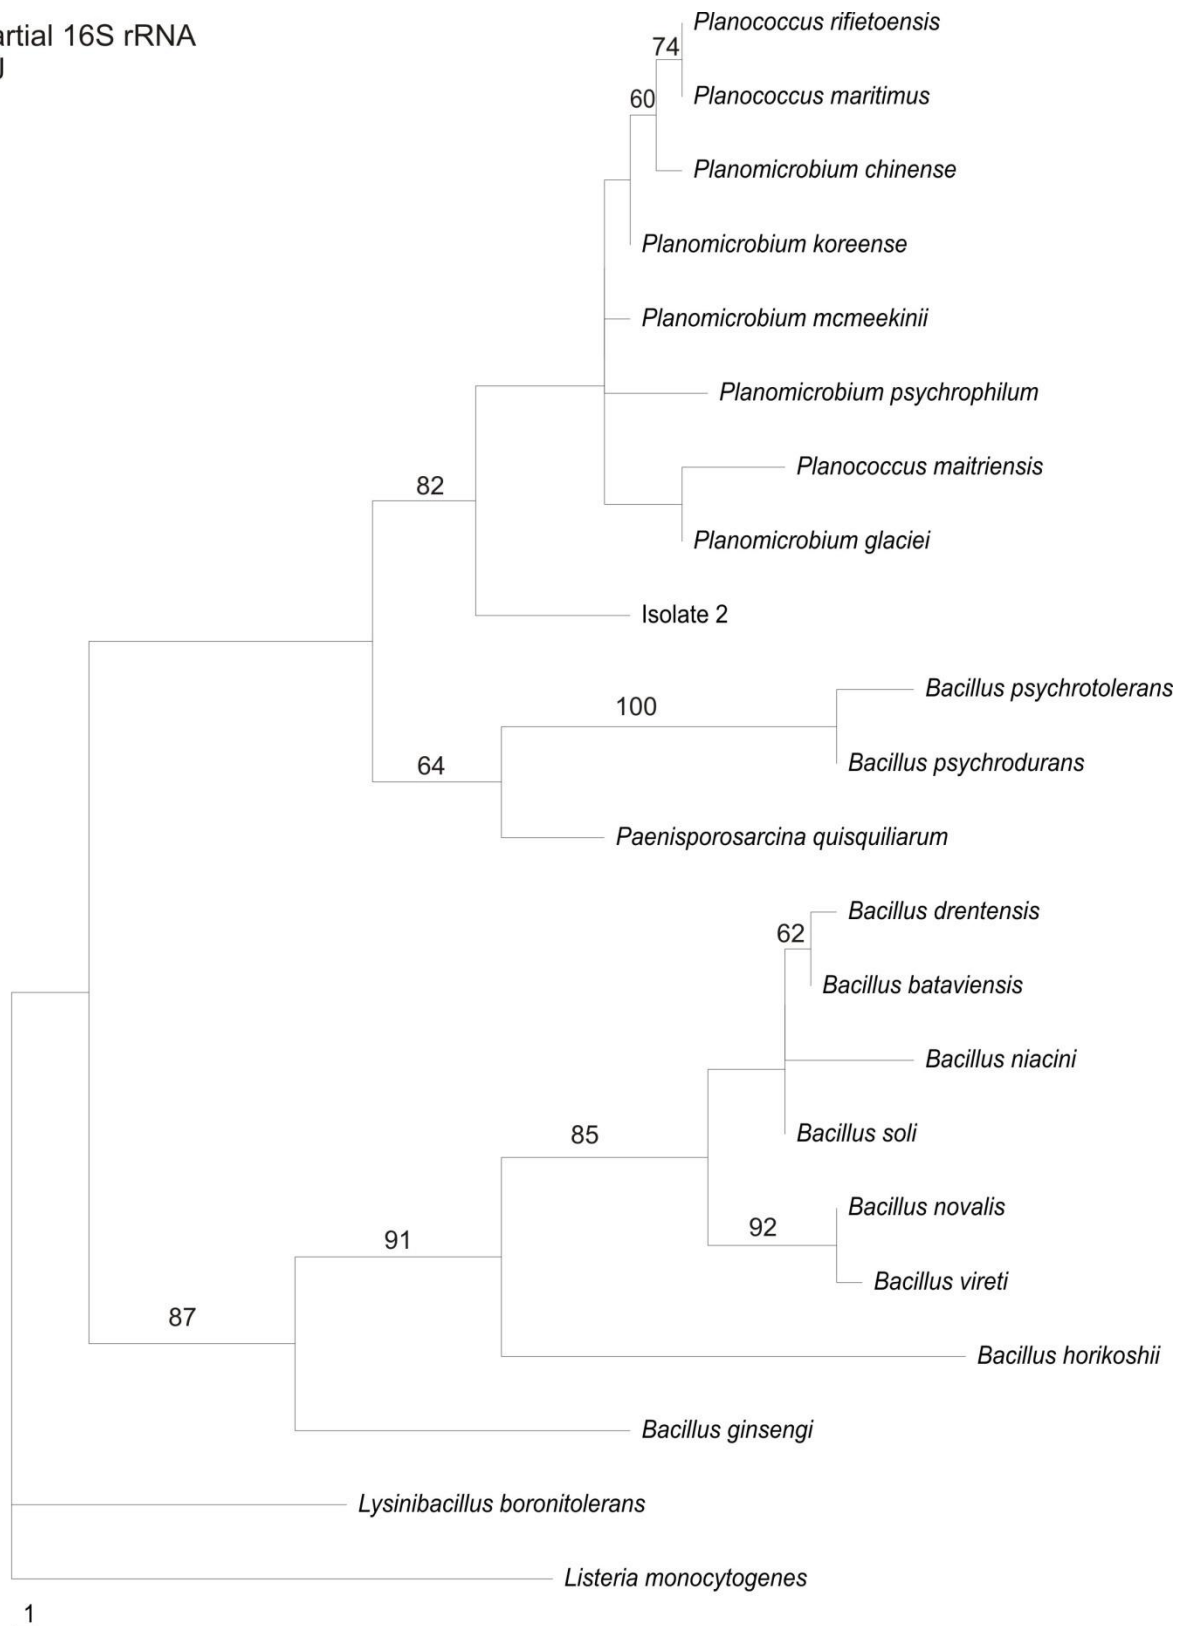 artial 16S rRNA
J
Planococcus rifietoensis
74
Planococcus maritimus
60
Planomicrobium chinense
Planomicrobium koreense
Planomicrobium mcmeekinii
Planomicrobium psychrophilum
Planococcus maitriensis
82
Planomicrobium glaciei
Isolate 2
Bacillus psychrotolerans
100
Bacillus psychrodurans
64
Paenisporosarcina quisquiliarum
Bacillus drentensis
62
Bacillus bataviensis
Bacillus niacini
Bacillus soli
85
Bacillus novalis
92
91
Bacillus vireti
87
Bacillus horikoshii
Bacillus ginsengi
Lysinibacillus boronitolerans
Listeria monocytogenes
1